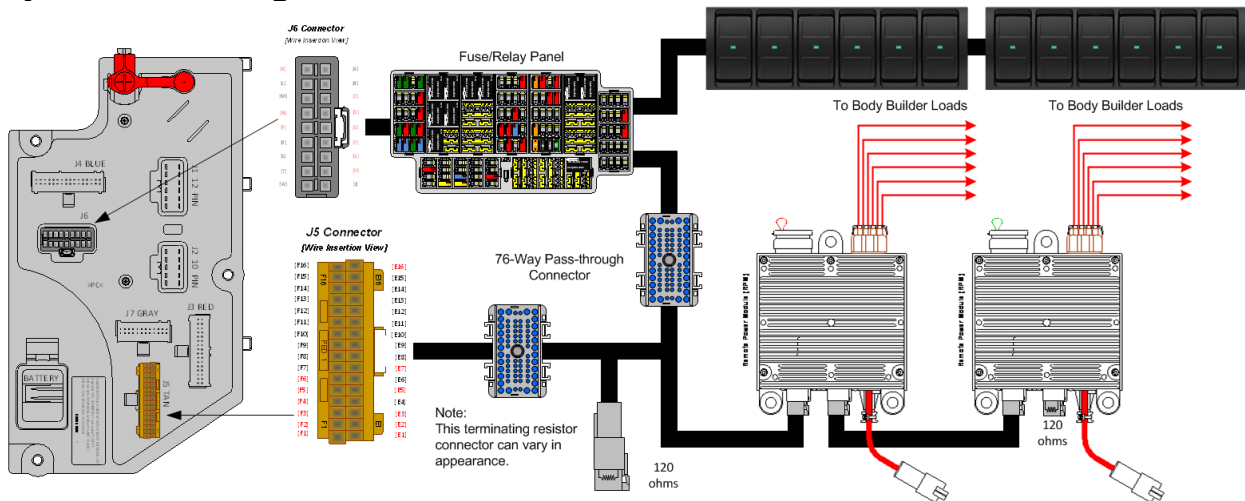 J6 Connector
[Wire Insertion View]
Fuse/Relay Panel
To Body Builder Loads
To Body Builder Loads
J4 BLUE
J1 12 PIN
J6
J2 10 PIN
>PC<
J7 GRAY
J3 RED
BATTERY
J5 TAN
J5 Connector
[Wire Insertion View]
[F16]
[F15]
[F14]
[F13]
[F12]
[F11]
[F10]
[F9]
[F8]
[F7]
[F6]
[F5]
[F4]
[F3]
[F2]
[F1]
F16
E16
F1
[E16]
[E15]
[E14]
[E13]
[E12]
[E11]
[E10]
[E9]
[E8]
[E7]
[E6]
[E5]
[E4]
[E3]
[E2]
[E1]
76-Way Pass-through
Connector
Note:
This terminating resistor
connector can vary in
appearance.
120
ohms
Remote Power Module [RPM]
Remote Power Module [RPM]
120
ohms